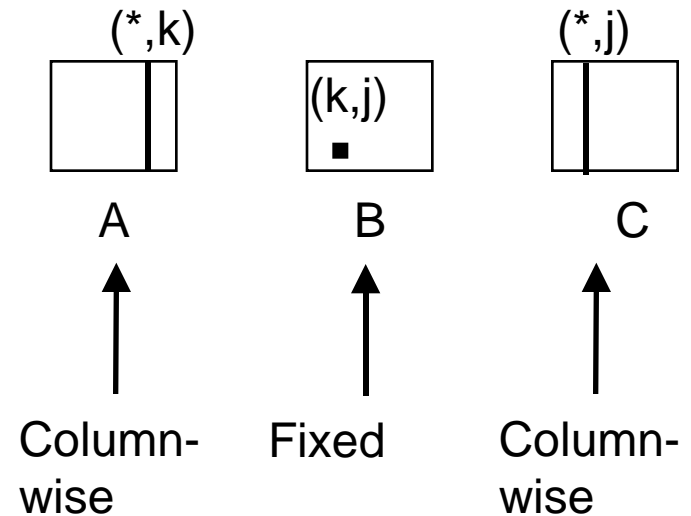 (*,k) (*,j)
(k,j)
A B C
Column- Fixed Column-
wise wise